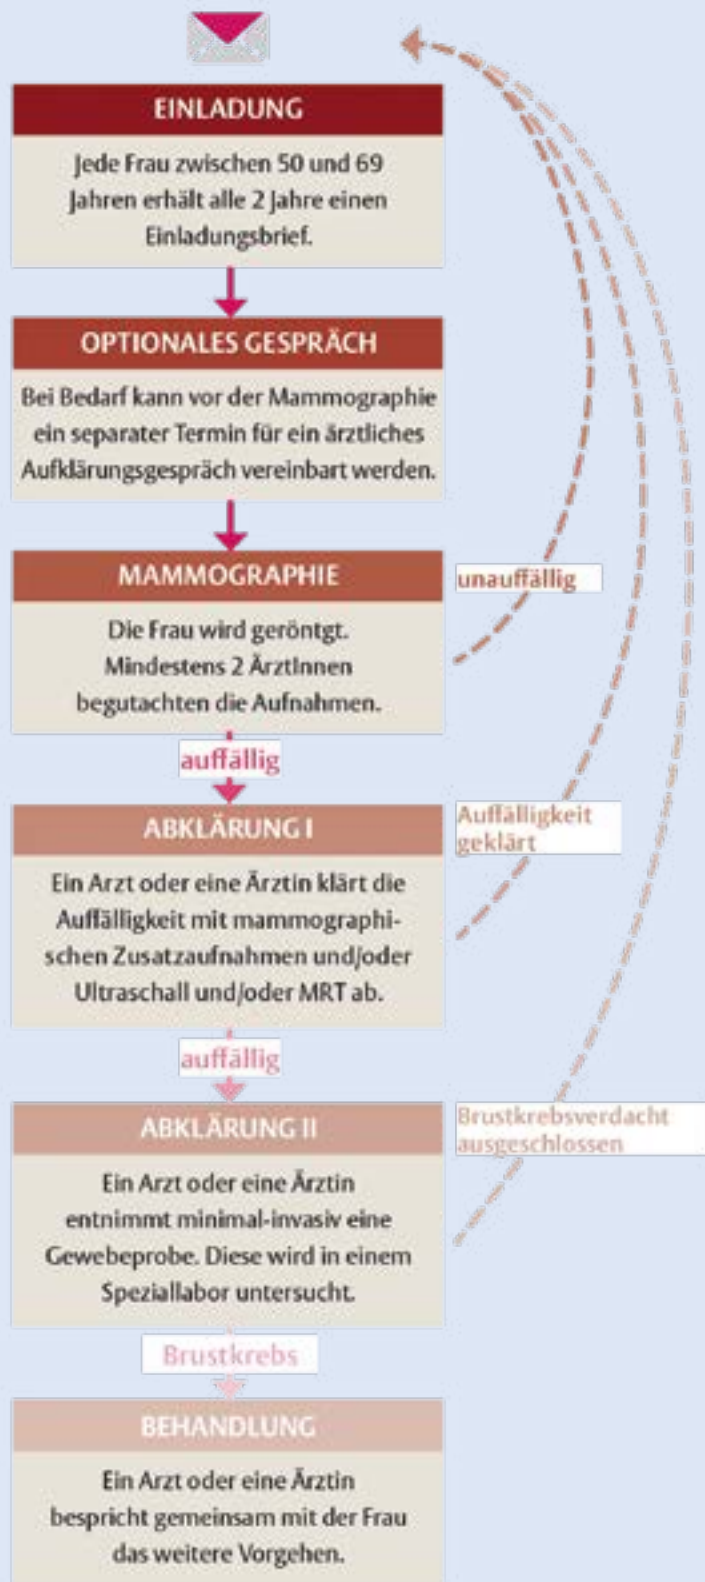 EINLADUNG
Jede Frau zwischen 50 und 69
Jahren erhält alle 2 Jahre einen
Einladungsbrief.
OPTIONALES GESPRÄCH
Bei Bedarf kann vor der Mammographie
ein separater Termin für ein ärztliches
Aufklärungsgespräch vereinbart werden.
MAMMOGRAPHIE
Die Frau wird geröntgt.
Mindestens 2 ÄrztInnen
begutachten die Aufnahmen.
unauffällig
auffällig
ABKLÄRUNG I
Ein Arzt oder eine Ärztin klärt die
Auffälligkeit mit mammographi-
schen Zusatzaufnahmen und/oder
Ultraschall und/oder MRT ab.
Auffälligkeit
geklärt
auffällig
ABKLÄRUNG II
Ein Arzt oder eine Ärztin
entnimmt minimal-invasiv eine
Gewebeprobe. Diese wird in einem
Speziallabor untersucht.
Brustkrebsverdacht
ausgeschlossen
Brustkrebs
BEHANDLUNG
Ein Arzt oder eine Ärztin
bespricht gemeinsam mit der Frau
das weitere Vorgehen.